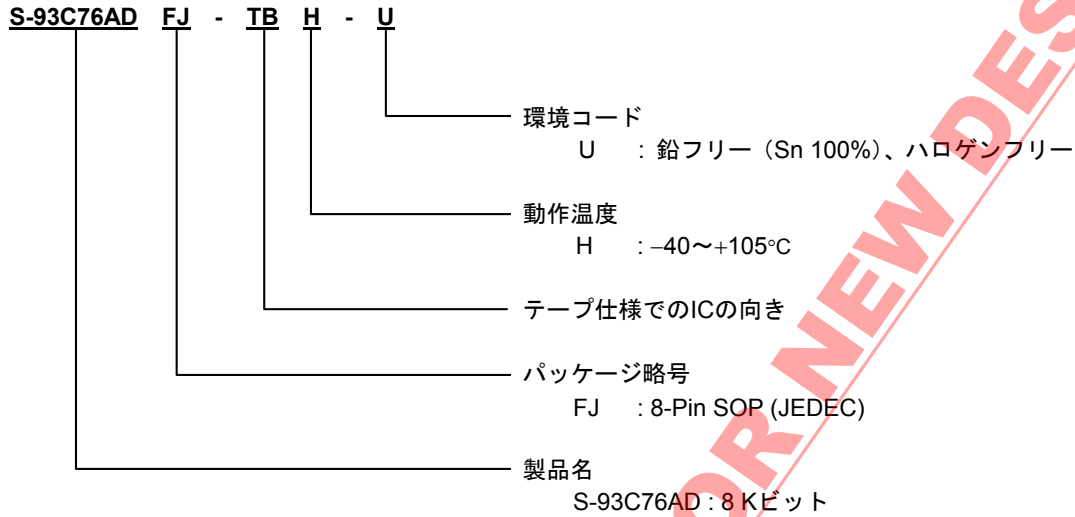 S-93C76AD FJ - TB H - U
環境コード
U : 鉛フリー（Sn 100%）、ハロゲンフリー
動作温度
H : −40～+105°C
テープ仕様でのICの向き
パッケージ略号
FJ : 8-Pin SOP (JEDEC)
製品名
S-93C76AD : 8 Kビット
OR NEW DES